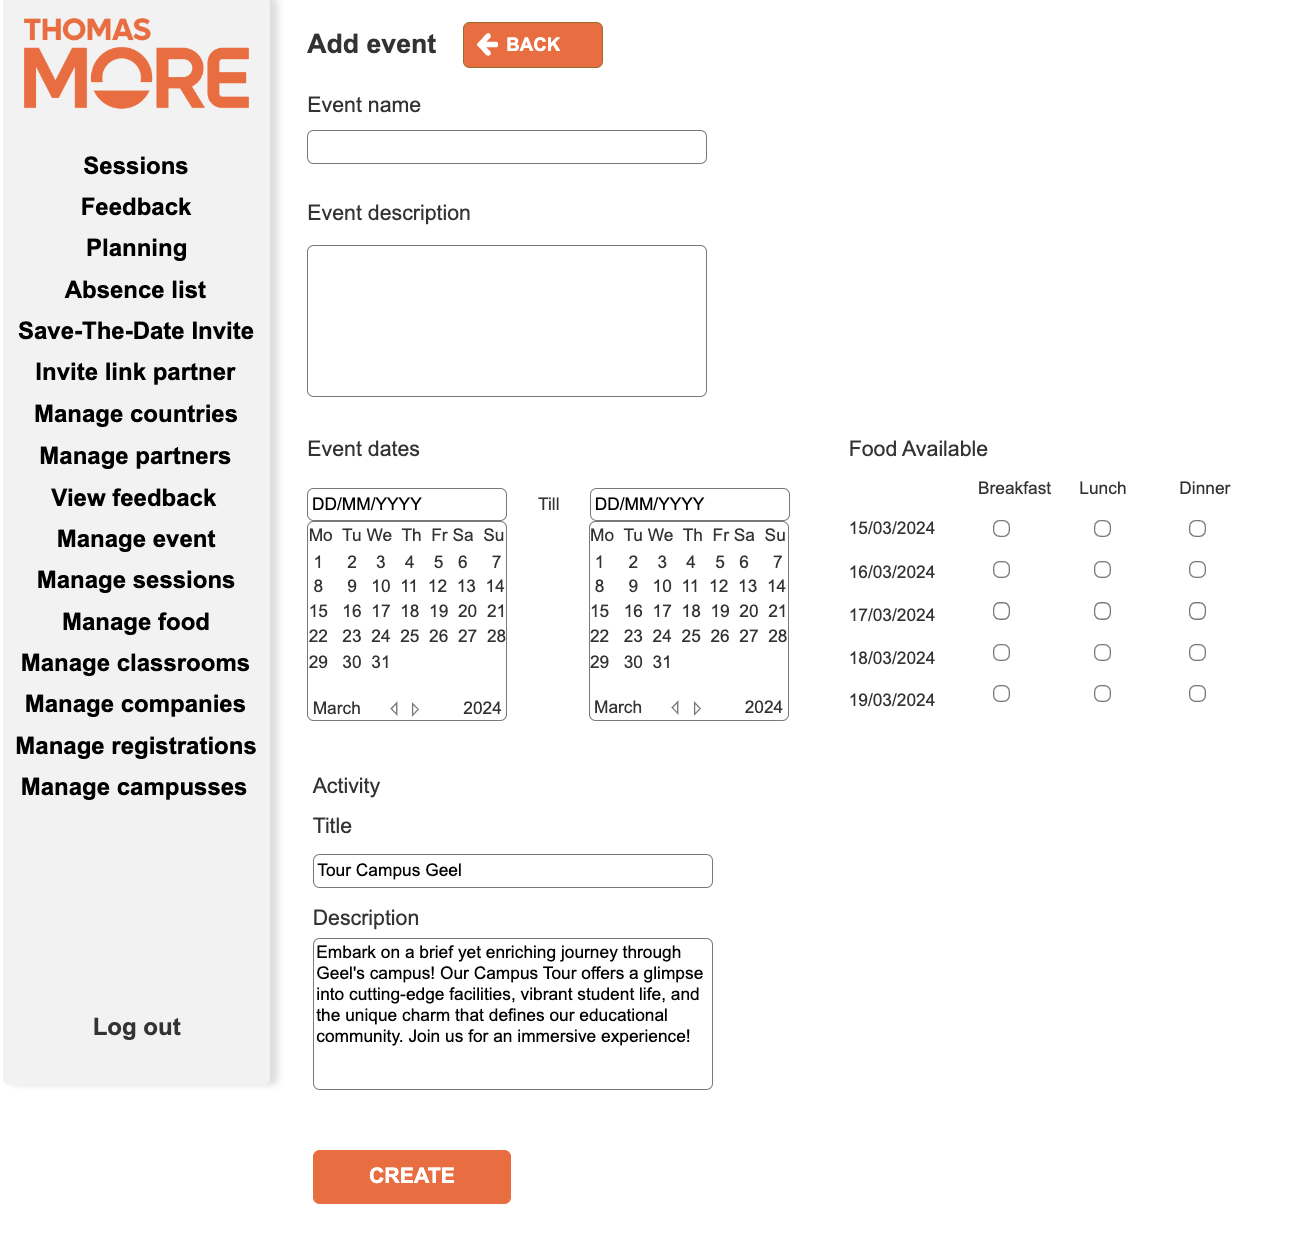 THOMAS
MORE
Sessions
Feedback
Planning
Absence list
Save-The-Date Invite
Invite link partner
Manage countries
Manage partners
View feedback
Manage event
Manage sessions
Manage food
Manage classrooms
Manage companies
Manage registrations
Manage campusses
Log out
Add event
BACK
Event name
Event description
Event dates
DD/MM/YYYY
Mo Tu We Th Fr Sa Su
1 2 3 4 5 6 7
8 9 10 11 12 13 14
15 16 17 18 19 20 21
22 23 24 25 26 27 28
29 30 31
March 2024
Till
DD/MM/YYYY
Mo Tu We Th Fr Sa Su
1 2 3 4 5 6 7
8 9 10 11 12 13 14
15 16 17 18 19 20 21
22 23 24 25 26 27 28
29 30 31
March 2024
Food Available
Breakfast Lunch Dinner
15/03/2024
16/03/2024
17/03/2024
18/03/2024
19/03/2024
Activity
Title
Tour Campus Geel
Description
Embark on a brief yet enriching journey through
Geel's campus! Our Campus Tour offers a glimpse
into cutting-edge facilities, vibrant student life, and
the unique charm that defines our educational
community. Join us for an immersive experience!
CREATE